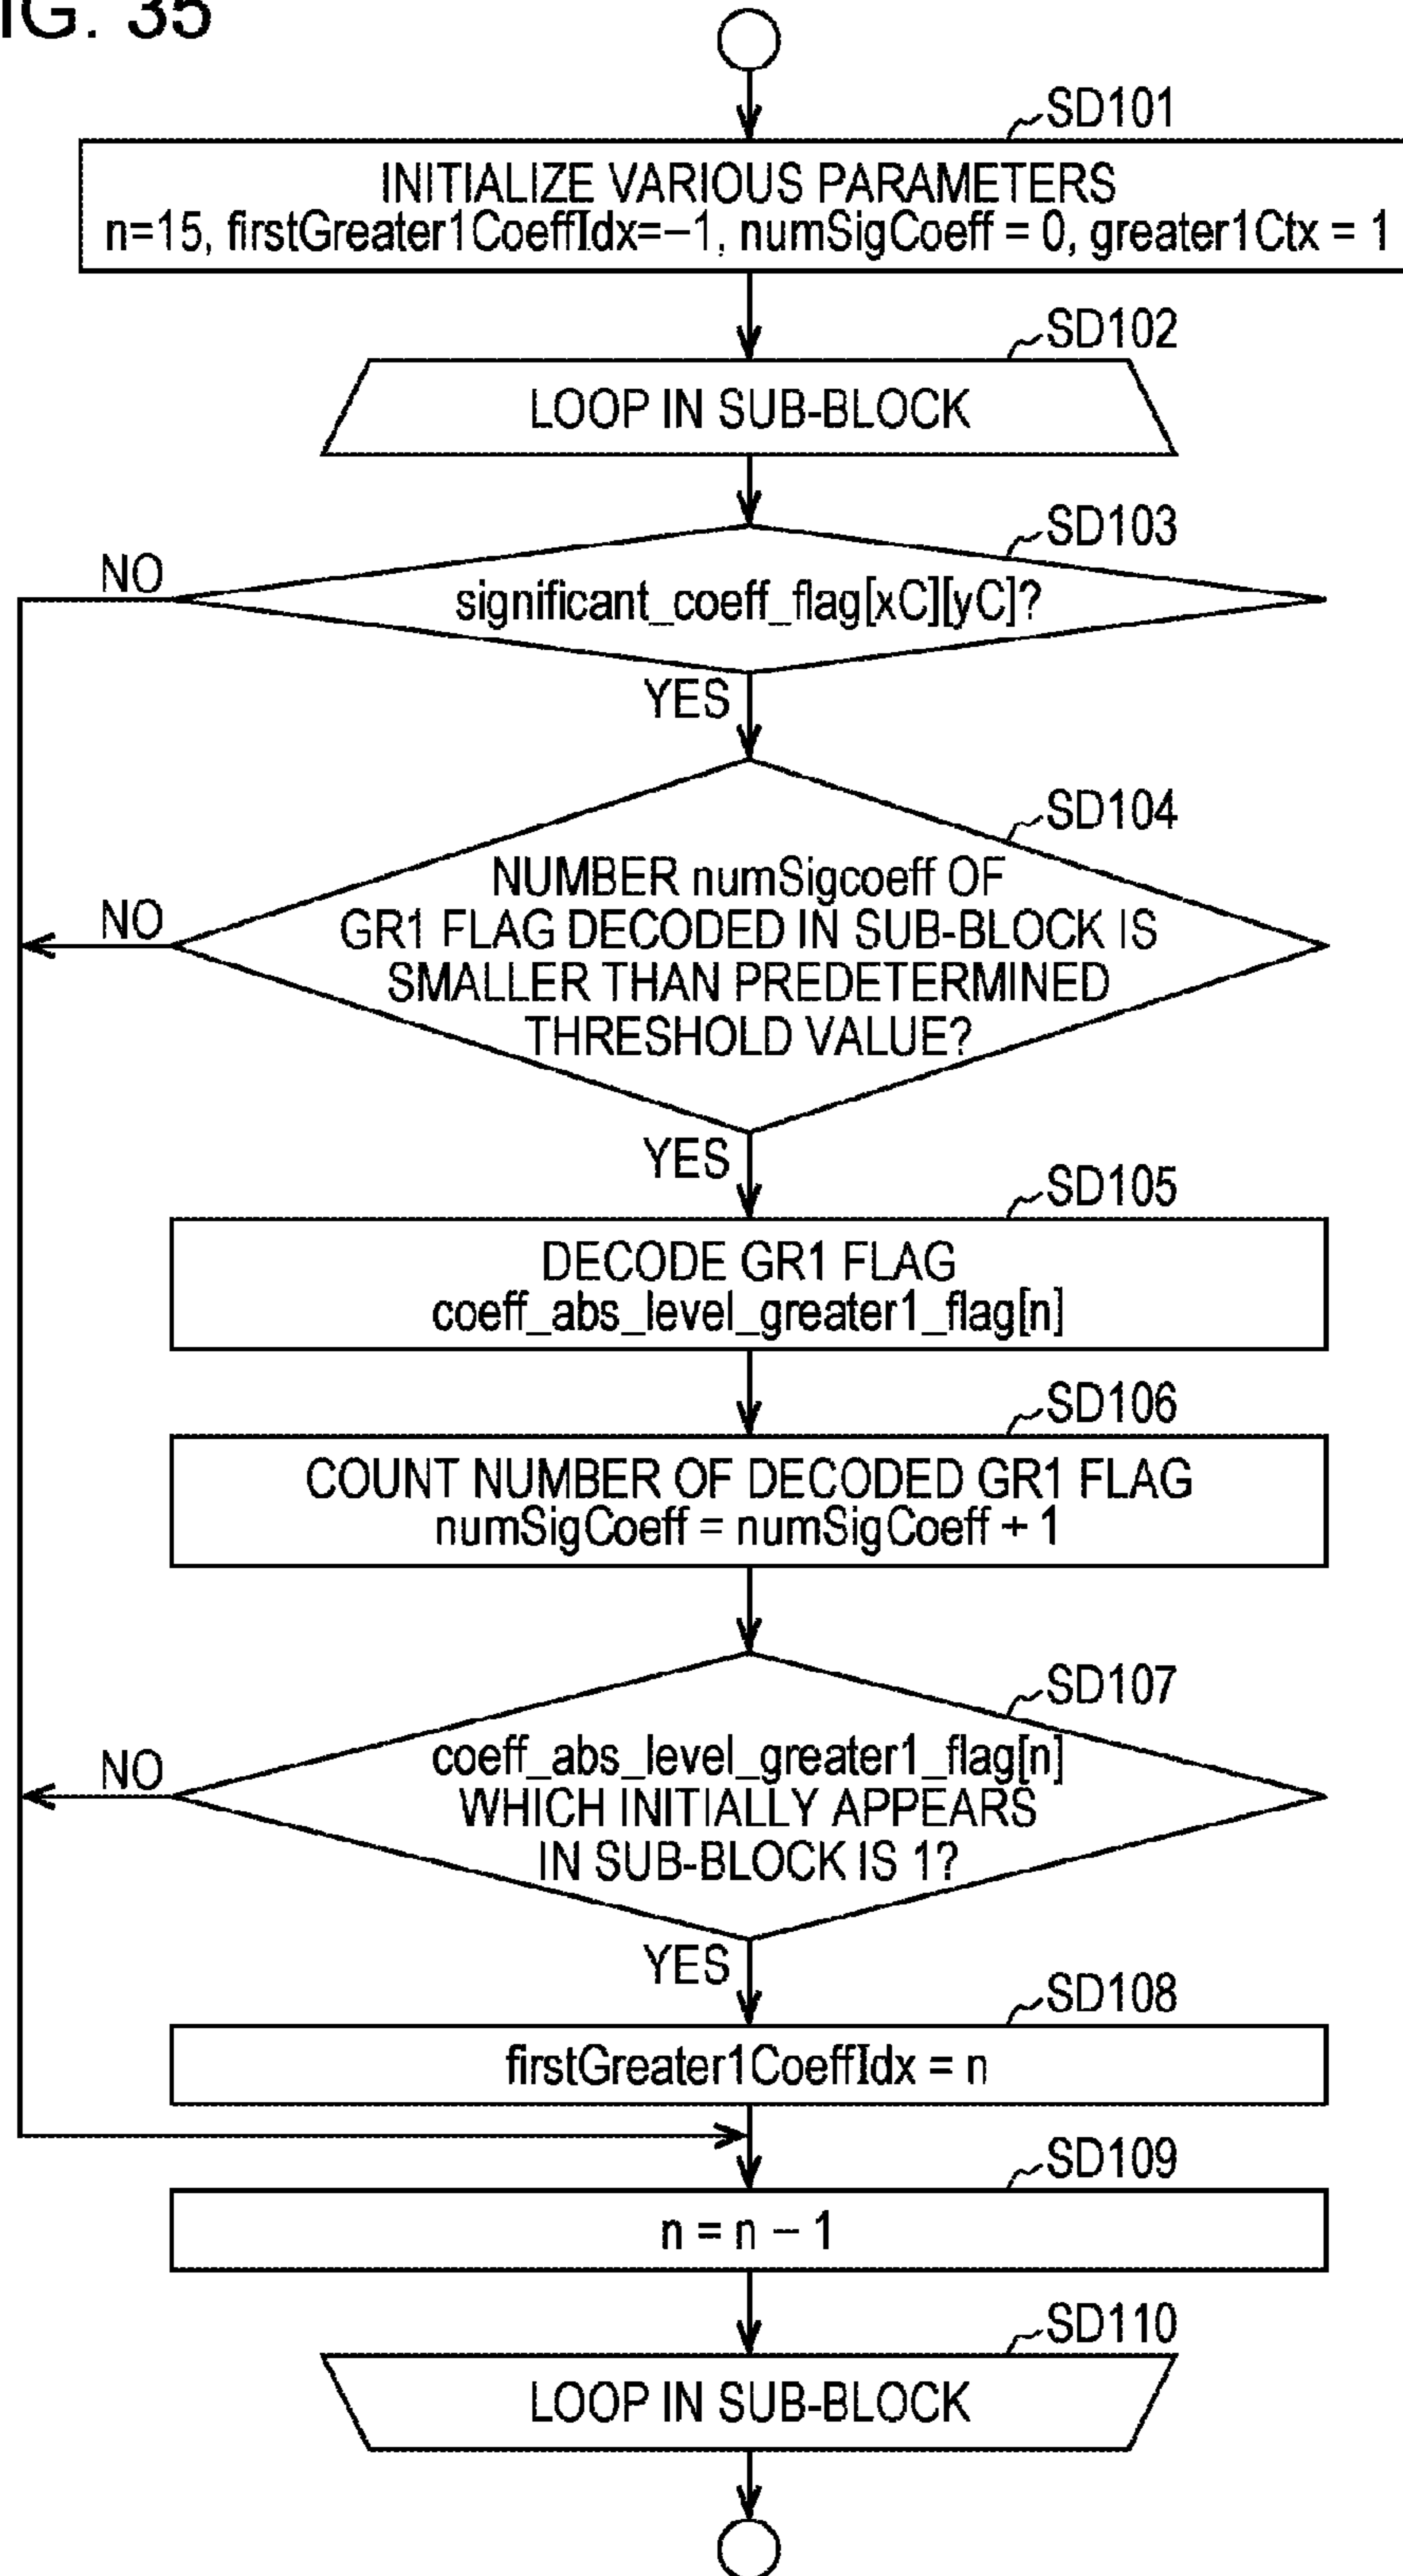 IG. 35
SD101
INITIALIZE VARIOUS PARAMETERS
n=15, firstGreater1CoeffIdx=−1, numSigCoeff = 0, greater1Ctx = 1
SD102
LOOP IN SUB-BLOCK
SD103
NO
significant_coeff_flag[xC][yC]?
YES
SD104
NUMBER numSigcoeff OF
NO
GR1 FLAG DECODED IN SUB-BLOCK IS
SMALLER THAN PREDETERMINED
THRESHOLD VALUE?
YES
SD105
DECODE GR1 FLAG
coeff_abs_level_greater1_flag[n]
SD106
COUNT NUMBER OF DECODED GR1 FLAG
numSigCoeff = numSigCoeff + 1
SD107
coeff_abs_level_greater1_flag[n]
NO
WHICH INITIALLY APPEARS
IN SUB-BLOCK IS 1?
YES
SD108
firstGreater1CoeffIdx = n
SD109
n = n − 1
SD110
LOOP IN SUB-BLOCK